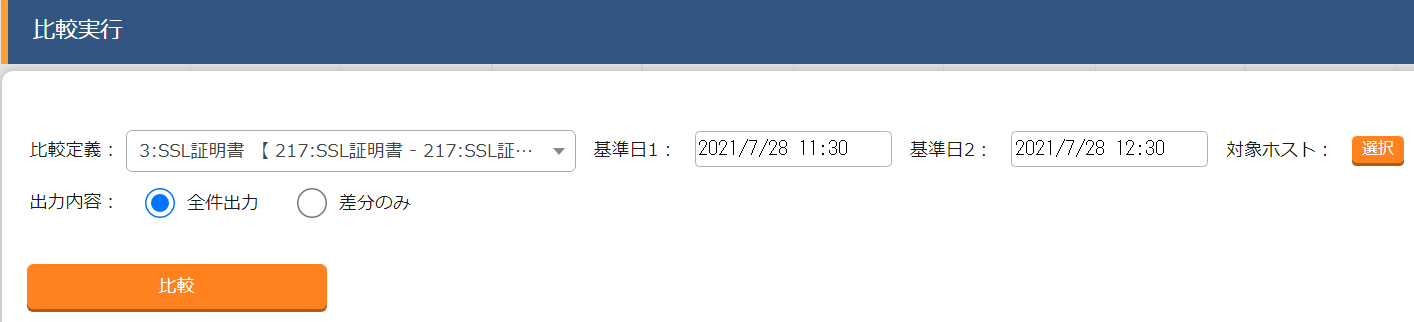 比較実行
比較定義： 3:SSL証明書 【 217:SSL証明書 - 217:SSL証… 基準日1： 2021/7/28 11:30 基準日2： 2021/7/28 12:30 対象ホスト： 選択
出力内容： 全件出力 差分のみ
比較